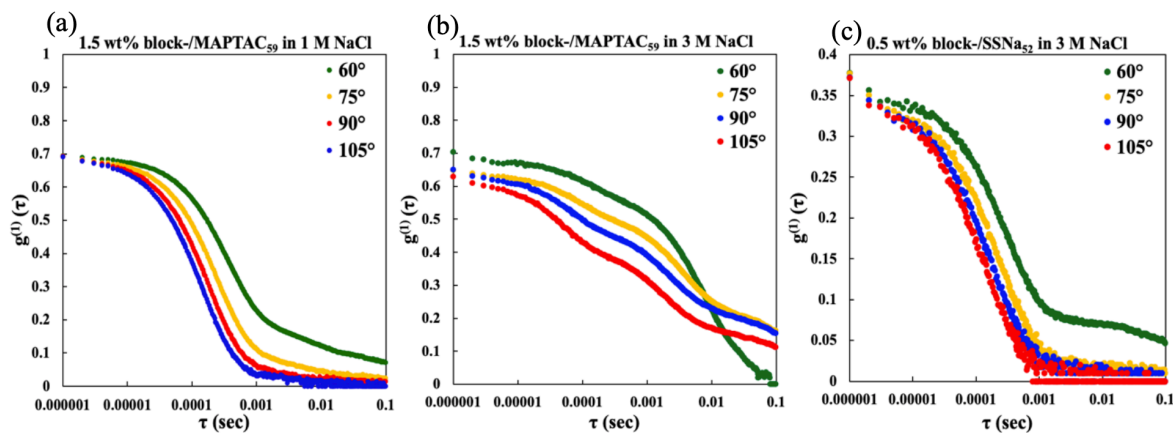 (a)
1.5 wt% block-/MAPTAC59 in 1 M NaCl
1
0.9
0.8
0.7
0.6
0.5
0.4
0.3
0.2
0.1
0
g(1) (τ)
60°
75°
90°
105°
0.000001 0.00001 0.0001 0.001 0.01 0.1
τ (sec)
(b)
1.5 wt% block-/MAPTAC59 in 3 M NaCl
1
0.9
0.8
0.7
0.6
0.5
0.4
0.3
0.2
0.1
0
g(1) (τ)
60°
75°
90°
105°
0.000001 0.00001 0.0001 0.001 0.01 0.1
τ (sec)
(c)
0.5 wt% block-/SSNa52 in 3 M NaCl
0.4
0.35
0.3
0.25
0.2
0.15
0.1
0.05
0
g(1) (τ)
60°
75°
90°
105°
0.000001 0.00001 0.0001 0.001 0.01 0.1
τ (sec)